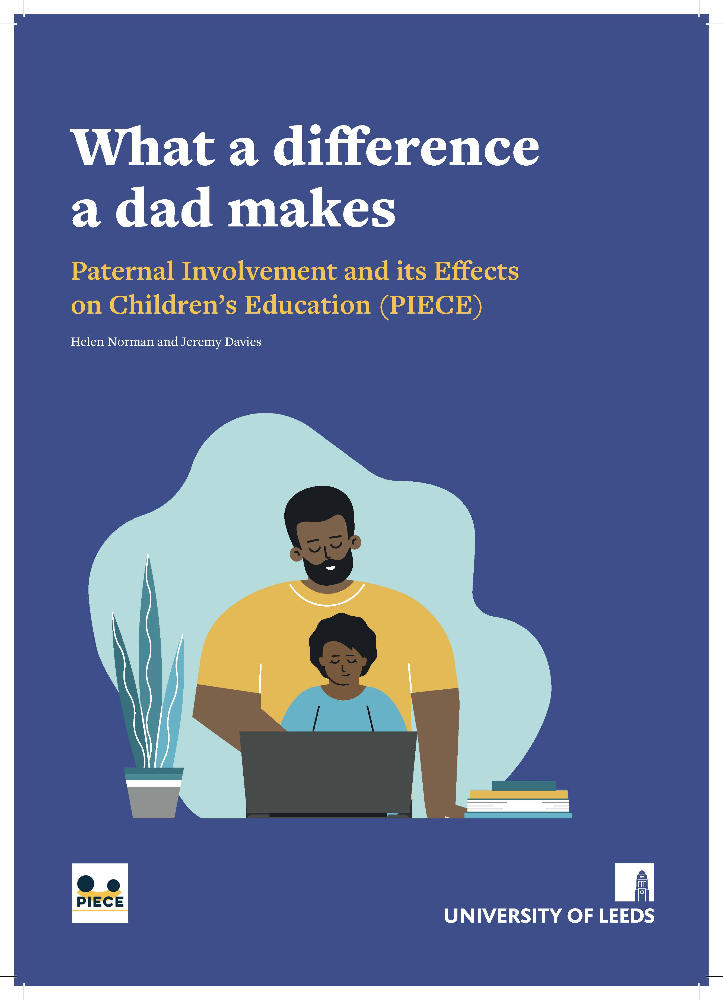 What a difference
a dad makes
Paternal Involvement and its Effects
on Children’s Education (PIECE)
Helen Norman and Jeremy Davies
PIECE
UNIVERSITY OF LEEDS